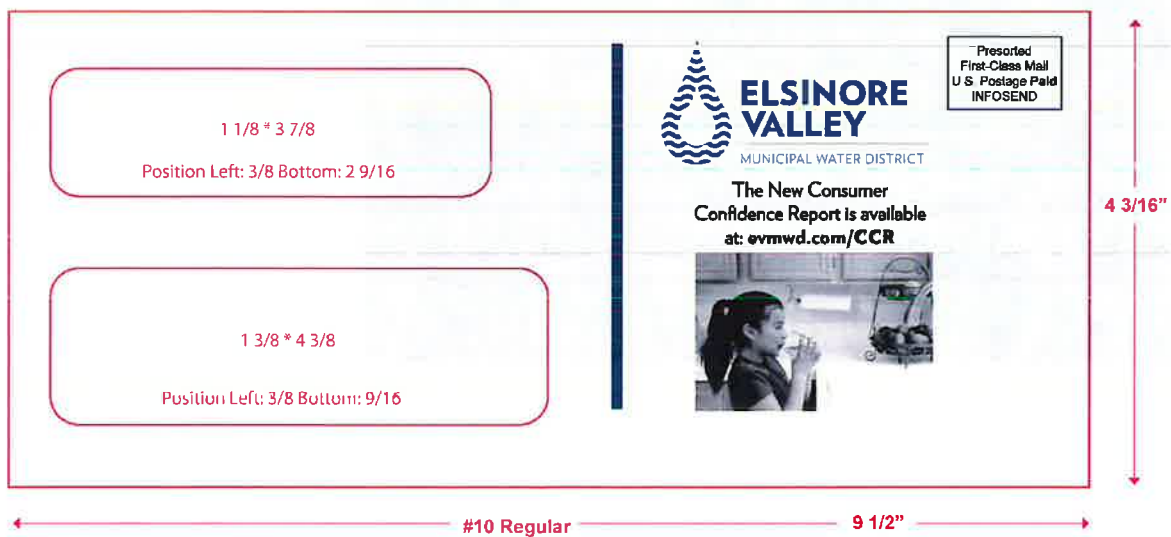 1 1/8 * 3 7/8
Position Left: 3/8 Bottom: 2 9/16
1 3/8 * 4 3/8
Position Left: 3/8 Bottom: 9/16
ELSINORE
VALLEY
MUNICIPAL WATER DISTRICT
The New Consumer
Confidence Report is available
at: evmwd.com/CCR
Presorted
First-Class Mail
U S Postage Paid
INFOSEND
4 3/16”
#10 Regular
9 1/2”